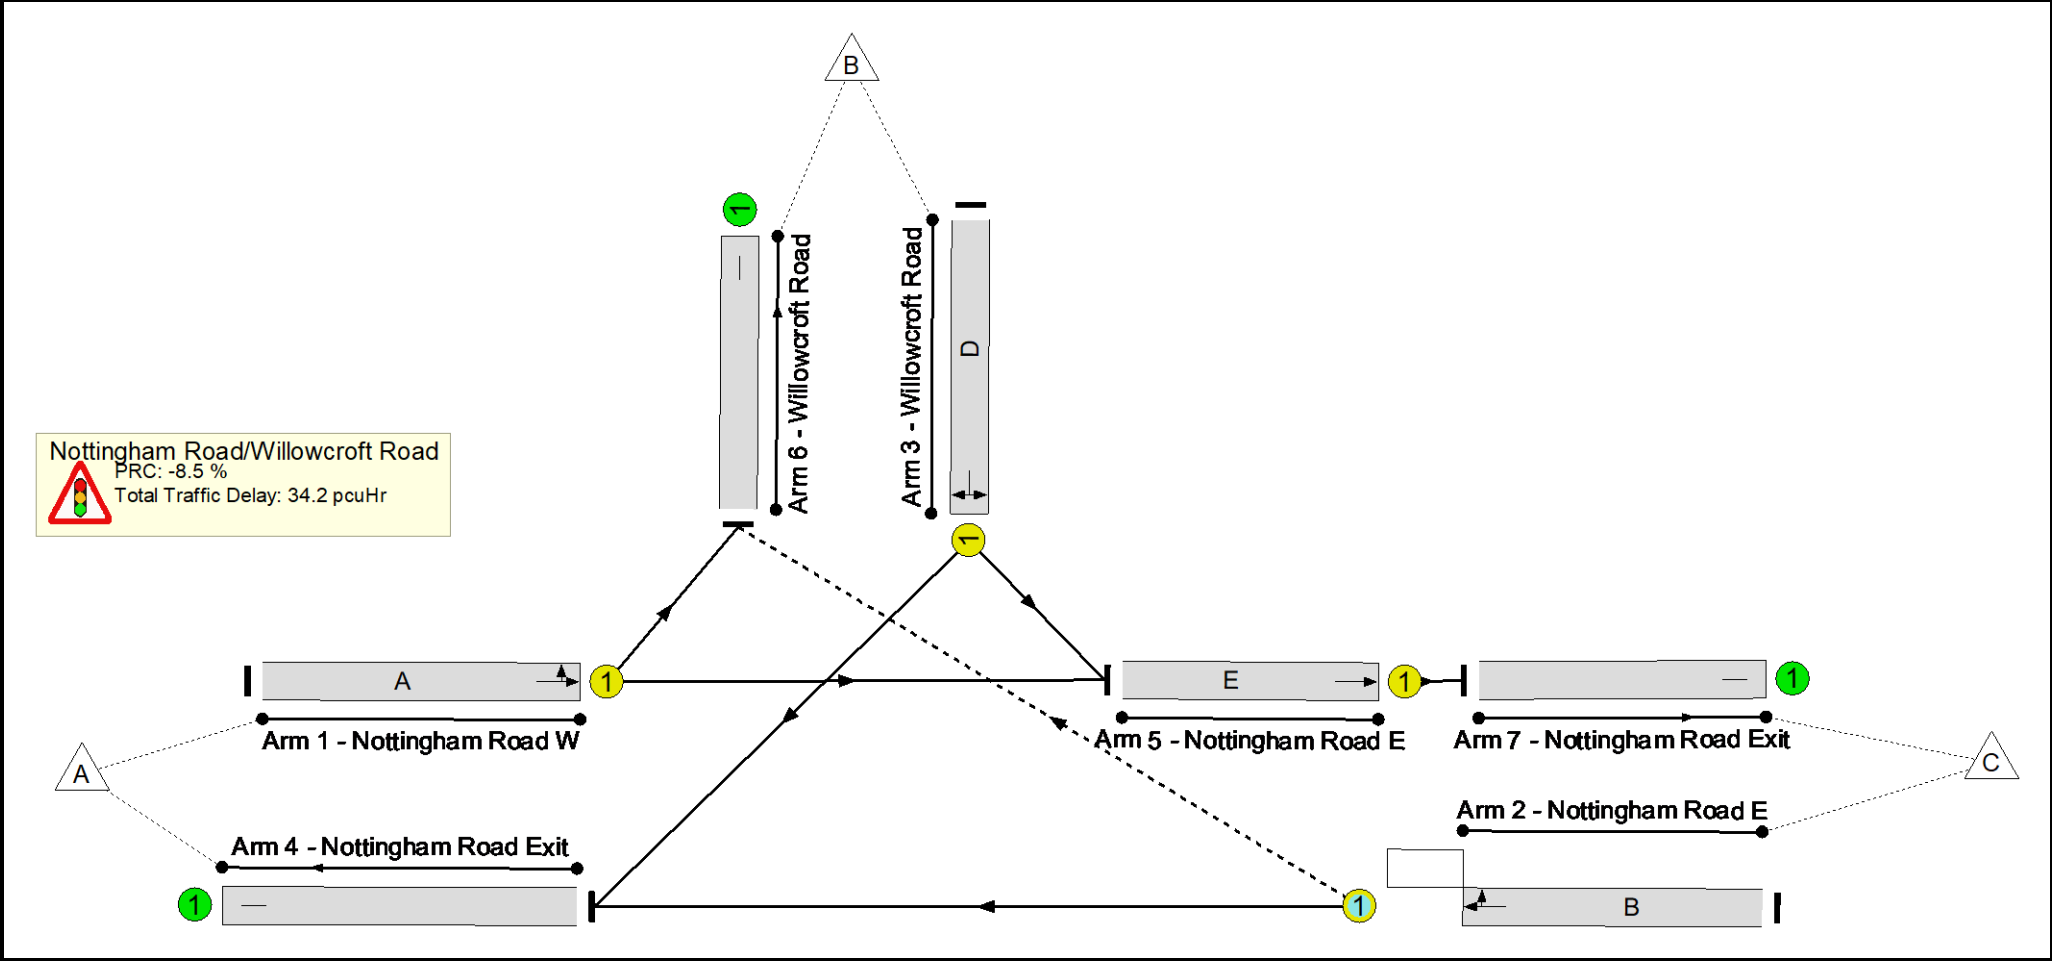 B
1
1
Arm 6 - Willowcroft Road
Arm 3 - Willowcroft Road
D
Nottingham Road/Willowcroft Road
PRC: -8.5 %
Total Traffic Delay: 34.2 pcuHr
A
1
E
1
1
Arm 1 - Nottingham Road W
Arm 5 - Nottingham Road E
Arm 7 - Nottingham Road Exit
A
C
Arm 2 - Nottingham Road E
Arm 4 - Nottingham Road Exit
1
1
B